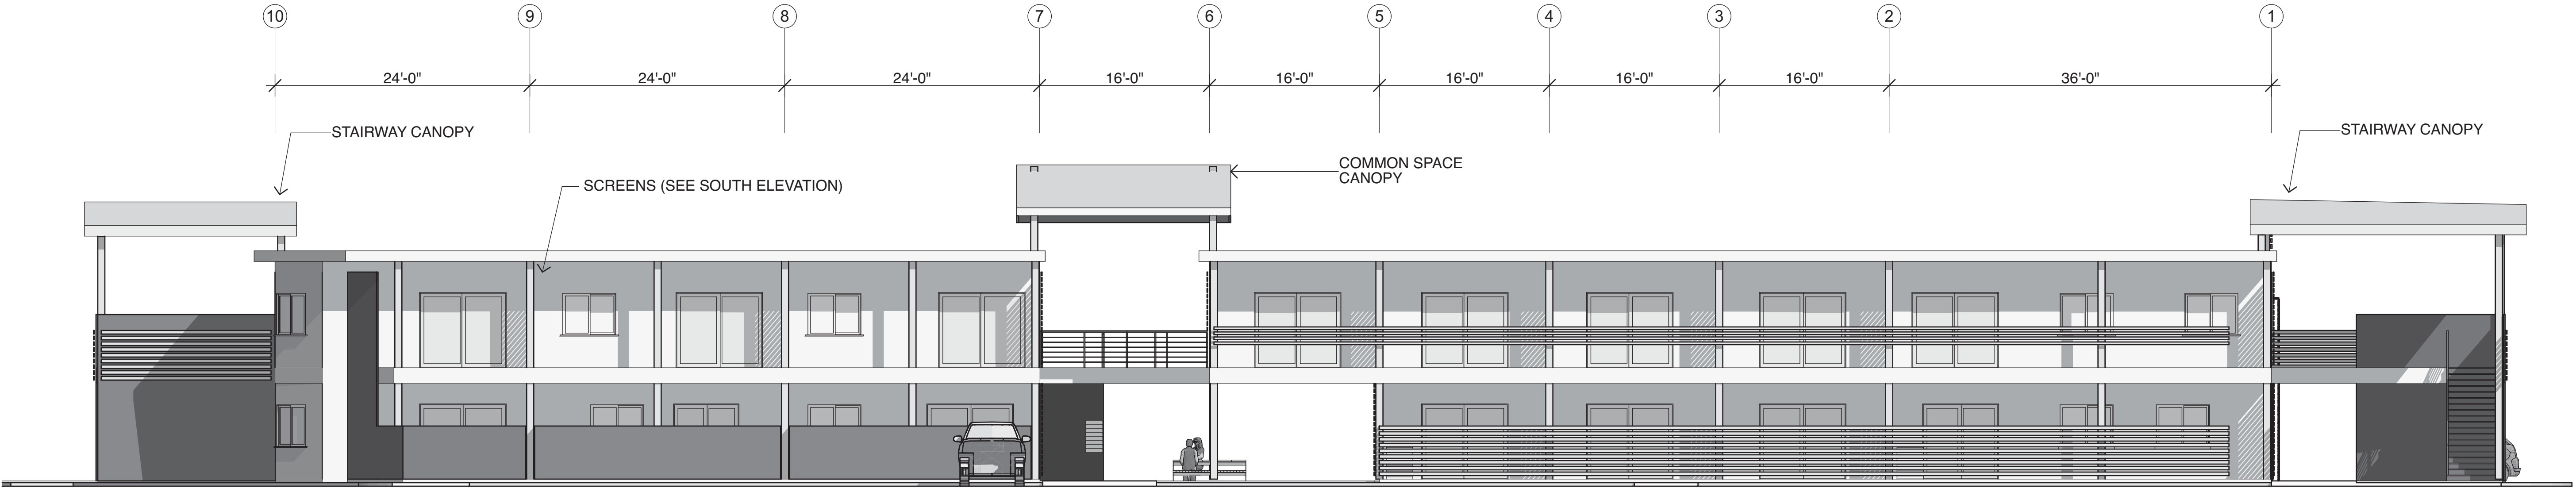 10 9 8 7 6 5 4 3 2 1
24'-0" 24'-0" 24'-0" 16'-0" 16'-0" 16'-0" 16'-0" 16'-0" 36'-0"
STAIRWAY CANOPY
STAIRWAY CANOPY
COMMON SPACE
CANOPY
SCREENS (SEE SOUTH ELEVATION)